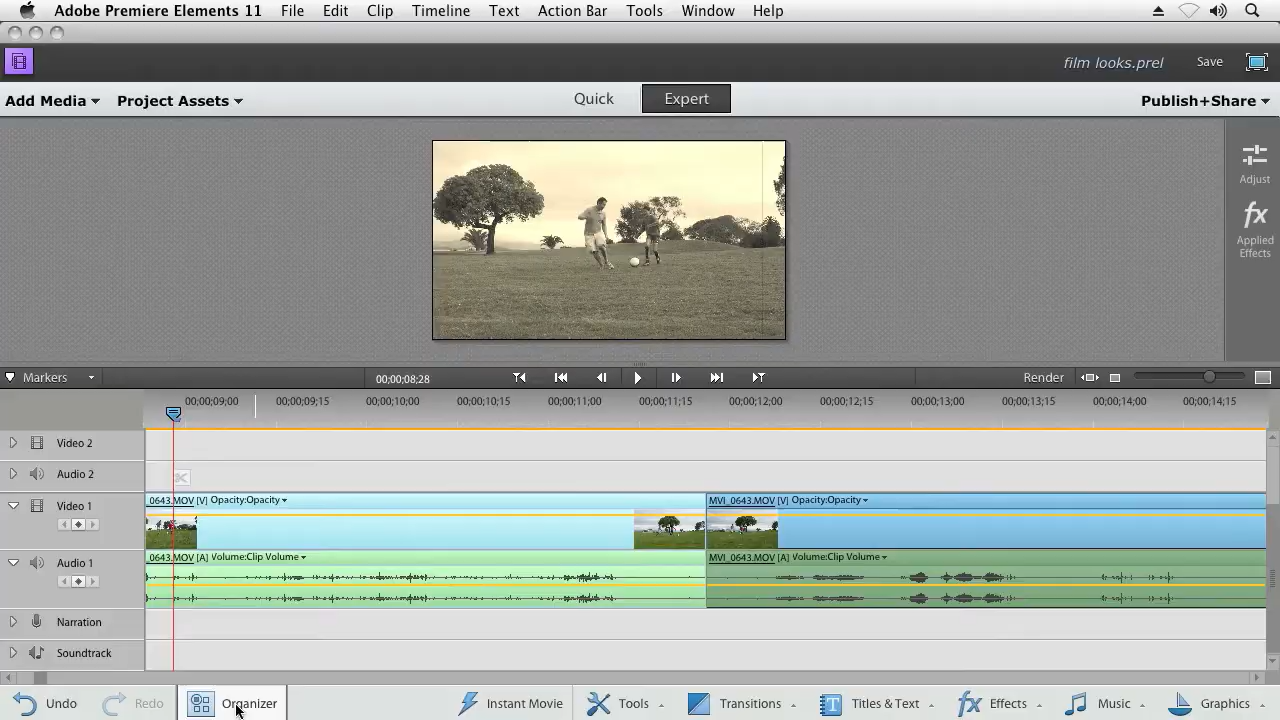 Adobe Premiere Elements 11 File Edit Clip Timeline Text Action Bar Tools Window Help
film looks.prel Save
Add Media Project Assets Quick Expert Publish+Share
Adjust
fx
Applied
Effects
Markers 00;00;08;28 Render
00;00;09;00 00;00;09;15 00;00;10;00 00;00;10;15 00;00;11;00 00;00;11;15 00;00;12;00 00;00;12;15 00;00;13;00 00;00;13;15 00;00;14;00 00;00;14;15
Video 2
Audio 2
_0643.MOV [V] Opacity:Opacity MVI_0643.MOV [V] Opacity:Opacity
Video 1
_0643.MOV [A] Volume:Clip Volume MVI_0643.MOV [A] Volume:Clip Volume
Audio 1
Narration
Soundtrack
Undo Redo Organizer Instant Movie Tools Transitions T Titles & Text fx Effects Music Graphics